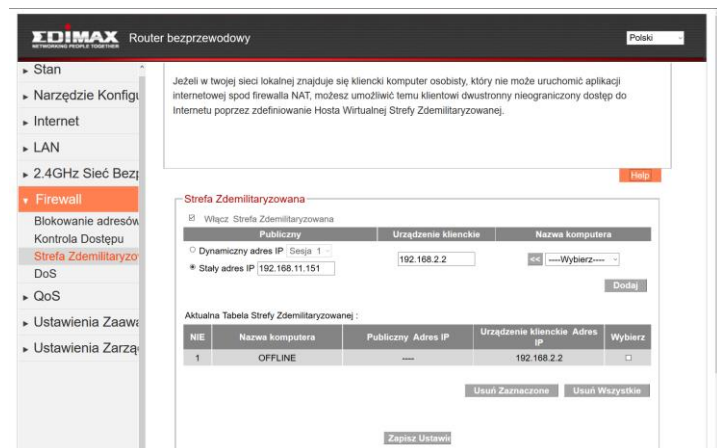 EDIMAX
NETWORKING PEOPLE TOGETHER
Router bezprzewodowy
Polski
Stan
Narzędzie Konfigu
Internet
LAN
2.4GHz Sieć Bezp
Firewall
Blokowanie adresów
Kontrola Dostępu
Strefa Zdemilitaryzo
DoS
QoS
Ustawienia Zaawa
Ustawienia Zarzą
Jeżeli w twojej sieci lokalnej znajduje się kliencki komputer osobisty, który nie może uruchomić aplikacji
internetowej spod firewalla NAT, możesz umożliwić temu klientowi dwustronny nieograniczony dostęp do
Internetu poprzez zdefiniowanie Hosta Wirtualnej Strefy Zdemilitaryzowanej.
Help
Strefa Zdemilitaryzowana
Włącz Strefa Zdemilitaryzowana
Publiczny Urządzenie klienckie Nazwa komputera
Dynamiczny adres IP Sesja 1
Stały adres IP 192.168.11.151 192.168.2.2 << ----Wybierz----
Dodaj
Aktualna Tabela Strefy Zdemilitaryzowanej :
NIE Nazwa komputera Publiczny Adres IP Urządzenie klienckie Adres IP Wybierz
1 OFFLINE ---- 192.168.2.2
Usuń Zaznaczone Usuń Wszystkie
Zapisz Ustawie